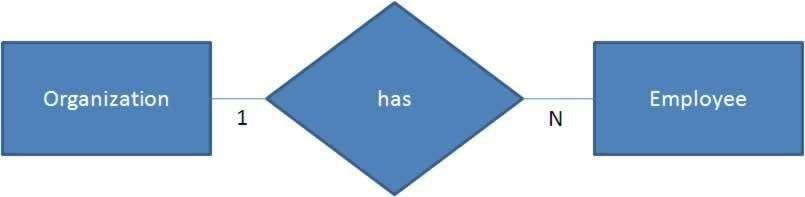 Organization
1
has
N
Employee